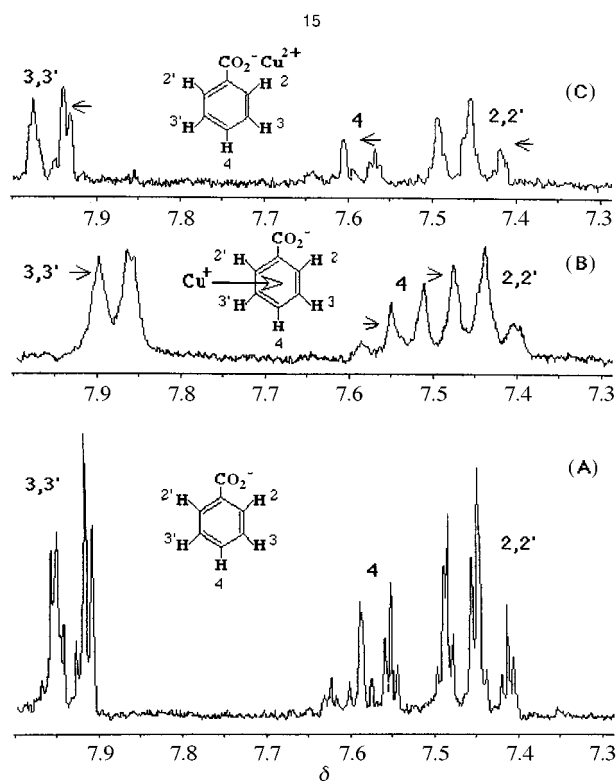 15
CO₂⁻ Cu²⁺
3,3'
2' H H 2
4
2,2'
(C)
3' H H 3
H
4
7.9 7.8 7.7 7.6 7.5 7.4 7.3
CO₂⁻
3,3'
2' H H 2
4
2,2'
(B)
Cu⁺
3' H H 3
H
4
7.9 7.8 7.7 7.6 7.5 7.4 7.3
3,3'
CO₂⁻
(A)
2' H H 2
4
2,2'
3' H H 3
H
4
7.9 7.8 7.7 7.6 7.5 7.4 7.3
δ